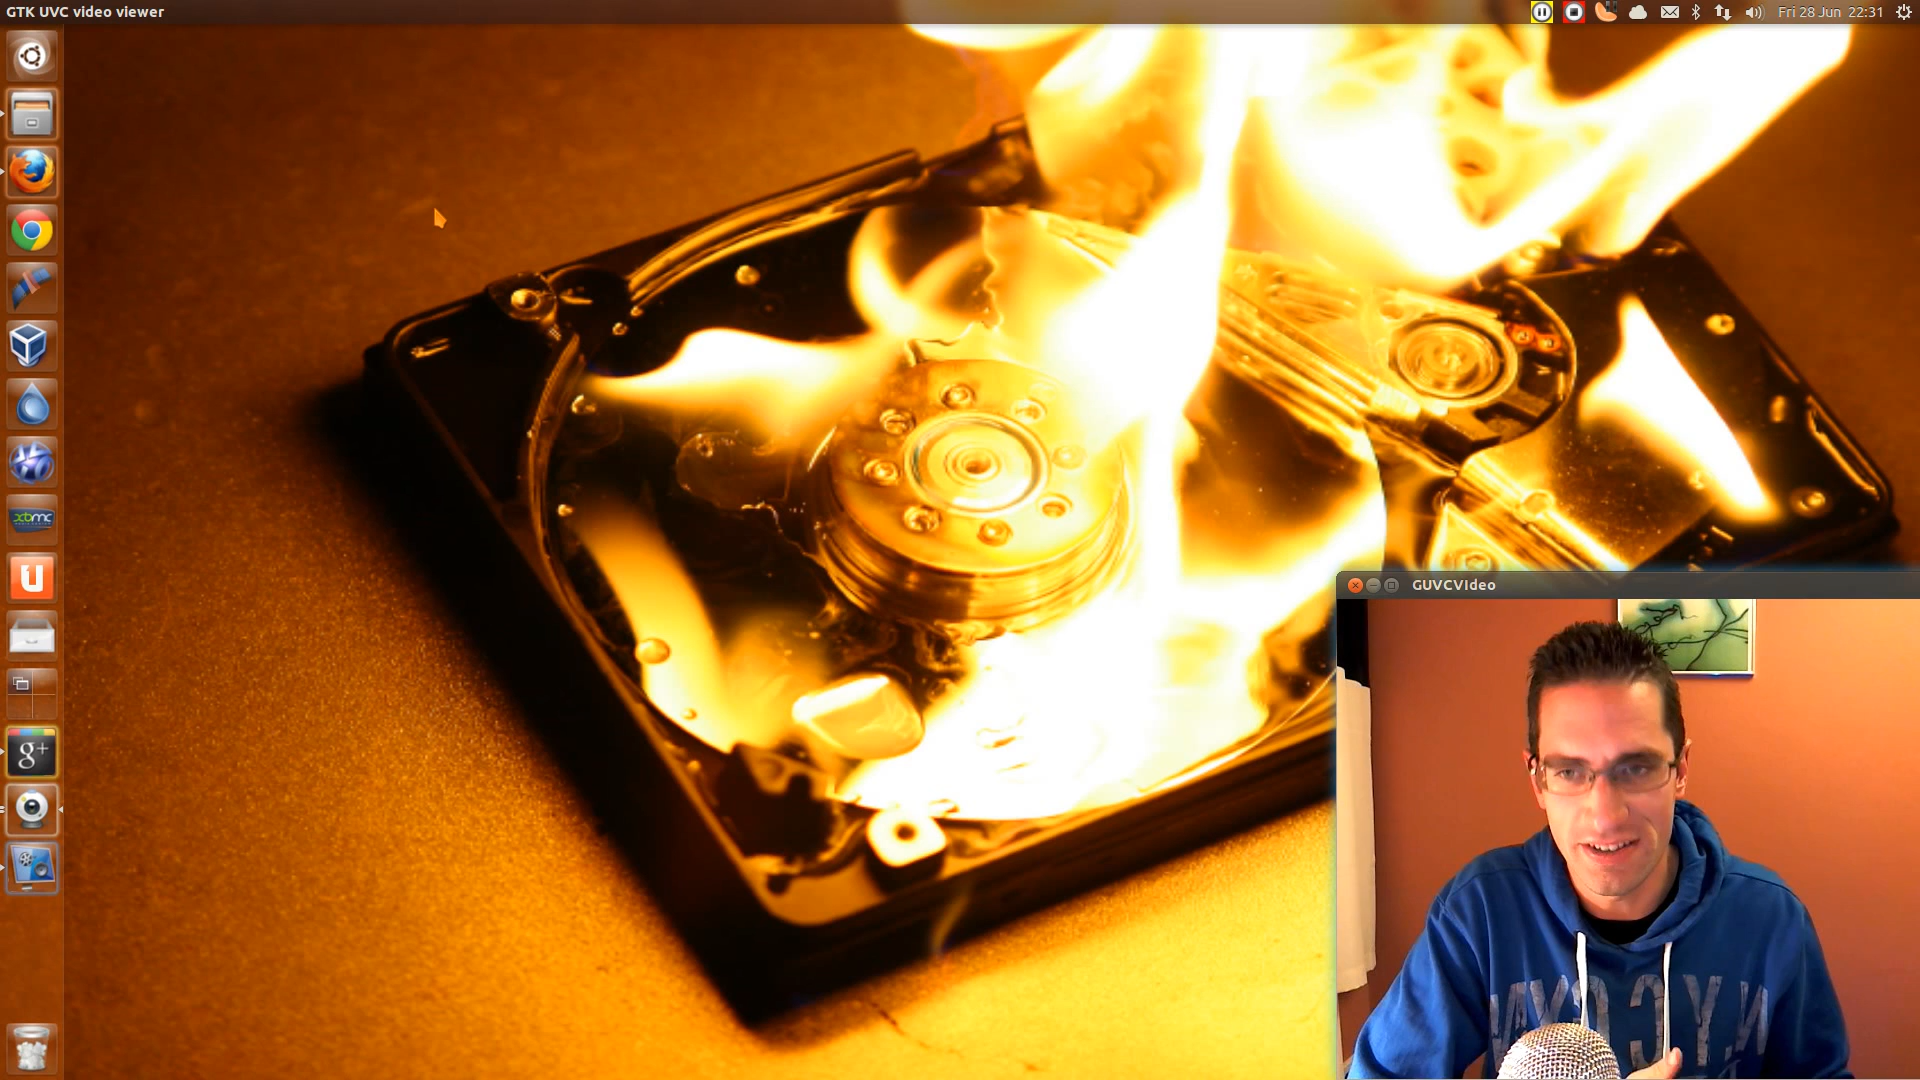 GTK UVC video viewer
Fri 28 Jun 22:31
xbmc
U
g+
GUVCVIdeo
N.Y.C.